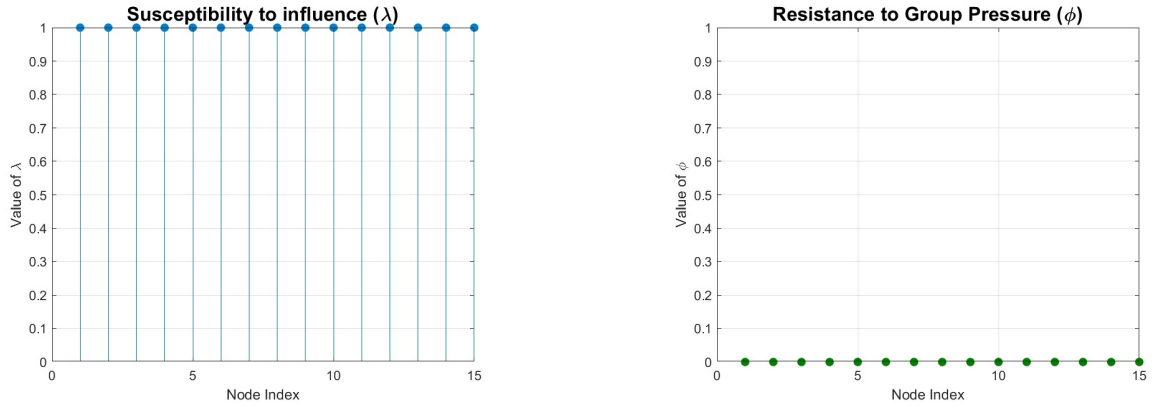 Susceptibility to influence (λ)
1
0.9
0.8
0.7
0.6
0.5
0.4
0.3
0.2
0.1
0
Value of λ
0 5 10 15
Node Index
Resistance to Group Pressure (ϕ)
1
0.9
0.8
0.7
0.6
0.5
0.4
0.3
0.2
0.1
0
Value of ϕ
0 5 10 15
Node Index